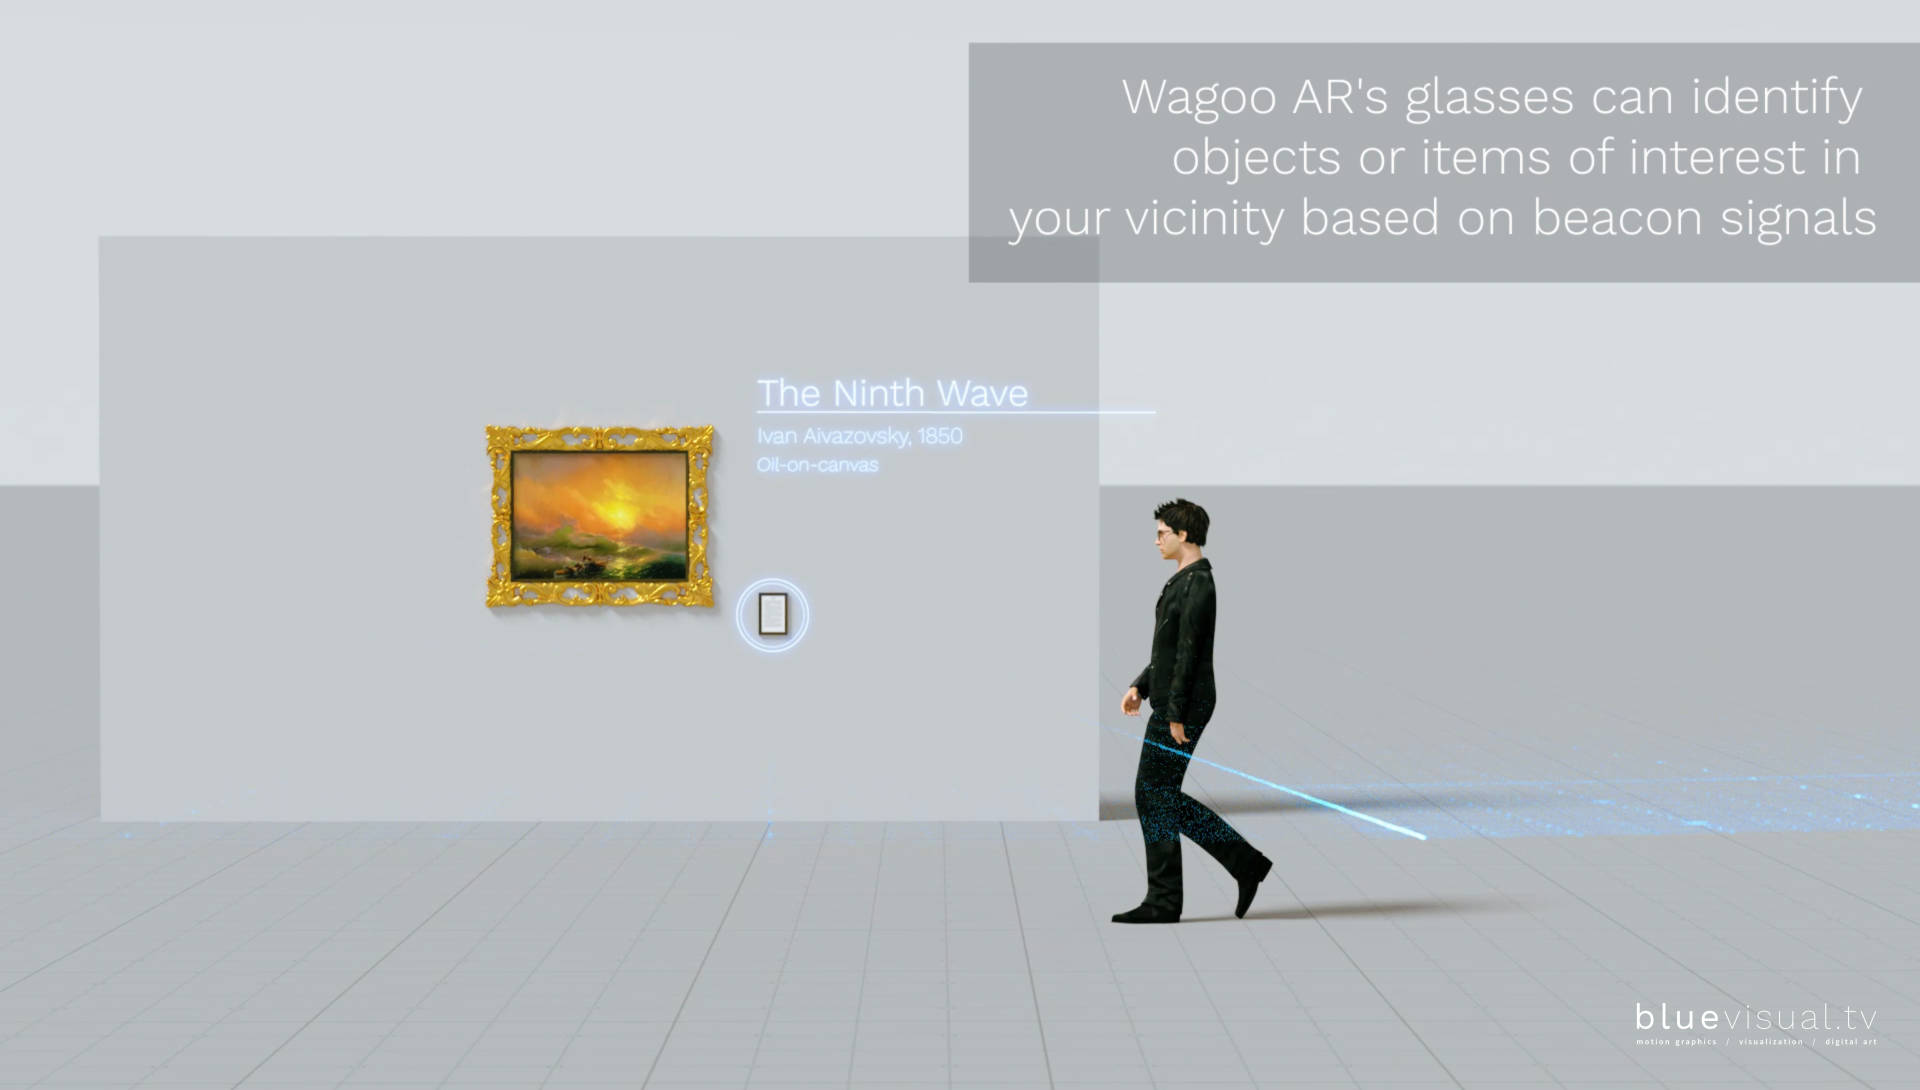 Wagoo AR's glasses can identify
objects or items of interest in
your vicinity based on beacon signals
The Ninth Wave
Ivan Aivazovsky, 1850
Oil-on-canvas
bluevisual.tv
motion graphics / visualization / digital art